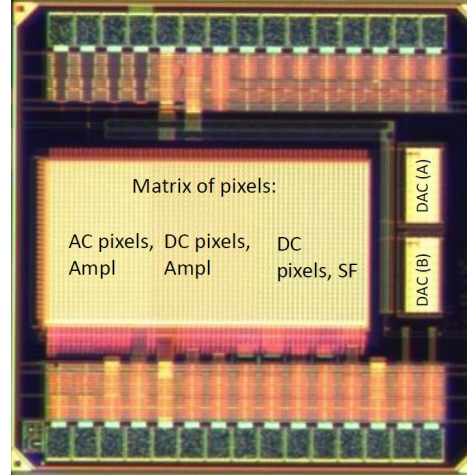 Matrix of pixels:
AC pixels, DC pixels, DC
Ampl Ampl pixels, SF
DAC (A)
DAC (B)